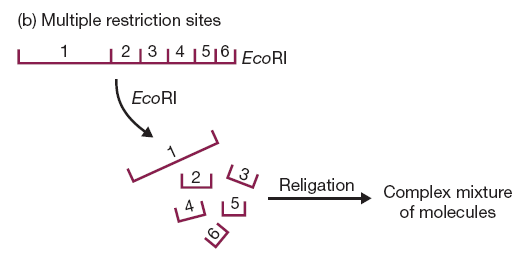 (b) Multiple restriction sites
1 2 3 4 5 6 EcoRI
EcoRI
1
2 3
4 5
6
Religation
Complex mixture
of molecules